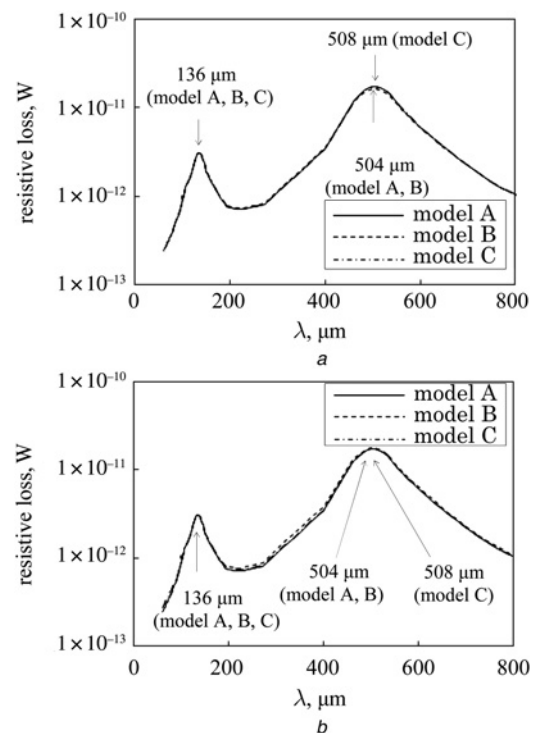 1×10⁻¹⁰
508 μm (model C)
136 μm
(model A, B, C)
1×10⁻¹¹
resistive loss, W
504 μm
(model A, B)
1×10⁻¹²
model A
model B
model C
1×10⁻¹³
0 200 400 600 800
λ, μm
a
1×10⁻¹⁰
model A
model B
model C
1×10⁻¹¹
resistive loss, W
1×10⁻¹²
136 μm
(model A, B, C)
504 μm
(model A, B)
508 μm
(model C)
1×10⁻¹³
0 200 400 600 800
λ, μm
b